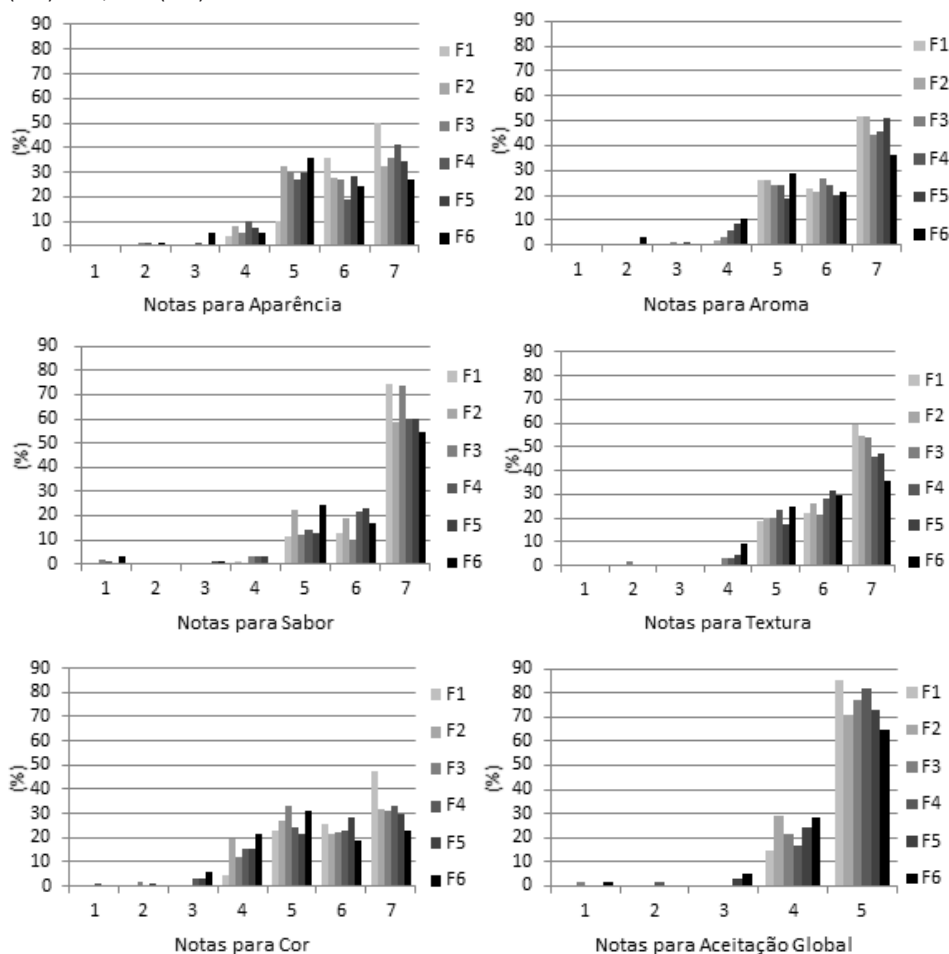 90
80
70
60
50
40
30
20
10
0
(%)
1 2 3 4 5 6 7
Notas para Aparência
F1
F2
F3
F4
F5
F6
90
80
70
60
50
40
30
20
10
0
(%)
1 2 3 4 5 6 7
Notas para Aroma
F1
F2
F3
F4
F5
F6
90
80
70
60
50
40
30
20
10
0
(%)
1 2 3 4 5 6 7
Notas para Sabor
F1
F2
F3
F4
F5
F6
90
80
70
60
50
40
30
20
10
0
(%)
1 2 3 4 5 6 7
Notas para Textura
F1
F2
F3
F4
F5
F6
90
80
70
60
50
40
30
20
10
0
(%)
1 2 3 4 5 6 7
Notas para Cor
F1
F2
F3
F4
F5
F6
90
80
70
60
50
40
30
20
10
0
(%)
1 2 3 4 5
Notas para Aceitação Global
F1
F2
F3
F4
F5
F6